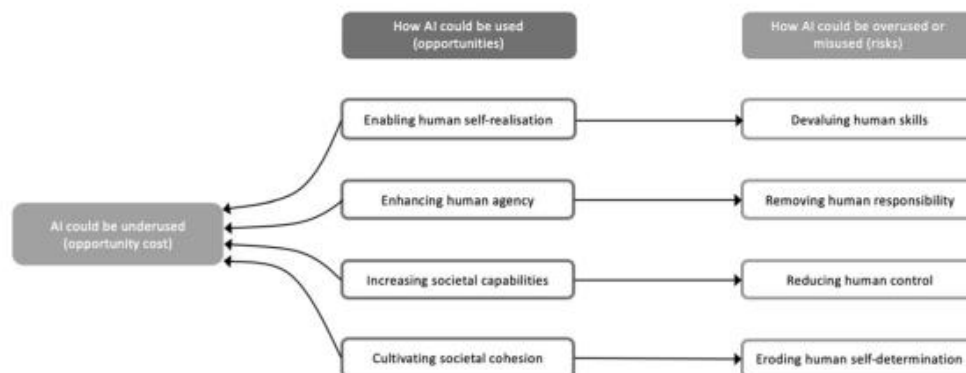 How AI could be used
(opportunities)
How AI could be overused or
misused (risks)
Enabling human self-realisation
Devaluing human skills
Enhancing human agency
Removing human responsibility
AI could be underused
(opportunity cost)
Increasing societal capabilities
Reducing human control
Cultivating societal cohesion
Eroding human self-determination